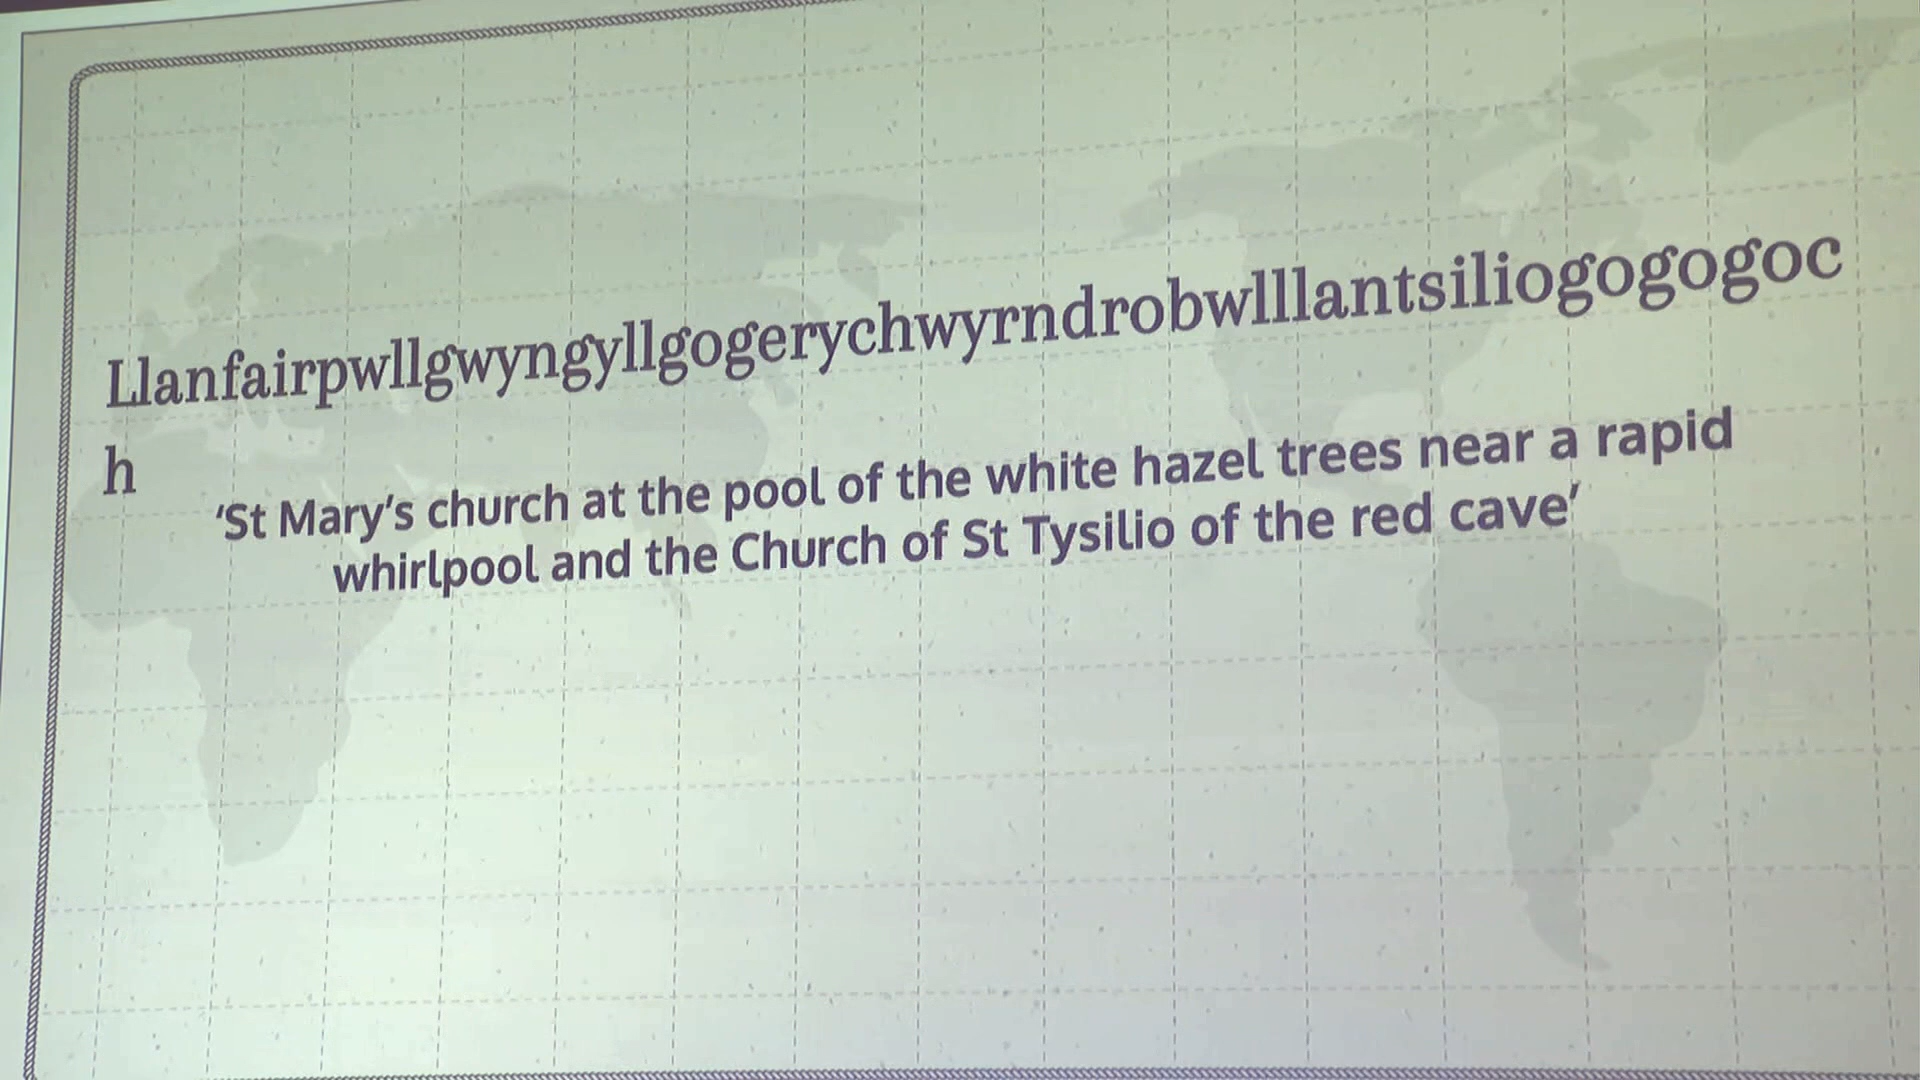 Llanfairpwllgwyngyllgogerychwyrndrobwlllantsiliogogogoc
h
‘St Mary’s church at the pool of the white hazel trees near a rapid
whirlpool and the Church of St Tysilio of the red cave’